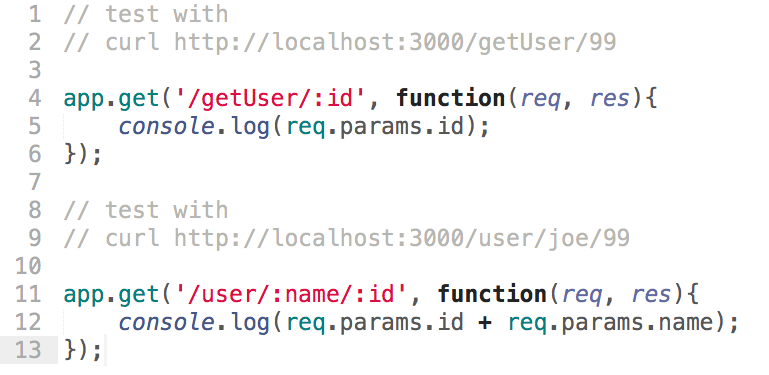 1 // test with
2 // curl http://localhost:3000/getUser/99
3
4 app.get('/getUser/:id', function(req, res){
5     console.log(req.params.id);
6 });
7
8 // test with
9 // curl http://localhost:3000/user/joe/99
10
11 app.get('/user/:name/:id', function(req, res){
12     console.log(req.params.id + req.params.name);
13 });